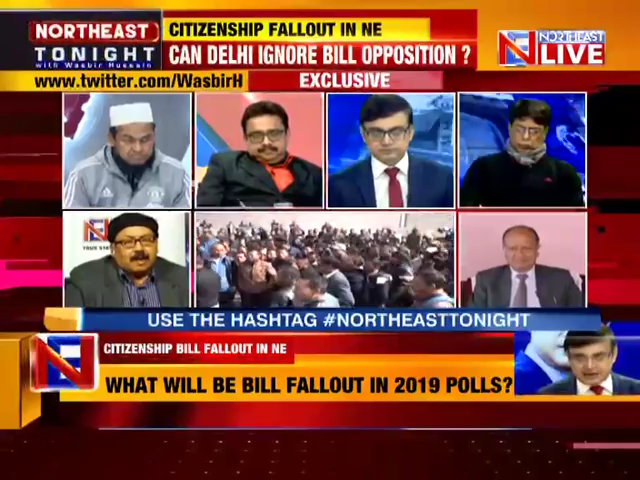 NORTHEAST
TONIGHT
with Wasbir Hussain
CITIZENSHIP FALLOUT IN NE
CAN DELHI IGNORE BILL OPPOSITION ?
NORTHEAST
LIVE
www.twitter.com/WasbirH
EXCLUSIVE
USE THE HASHTAG #NORTHEASTTONIGHT
CITIZENSHIP BILL FALLOUT IN NE
WHAT WILL BE BILL FALLOUT IN 2019 POLLS?